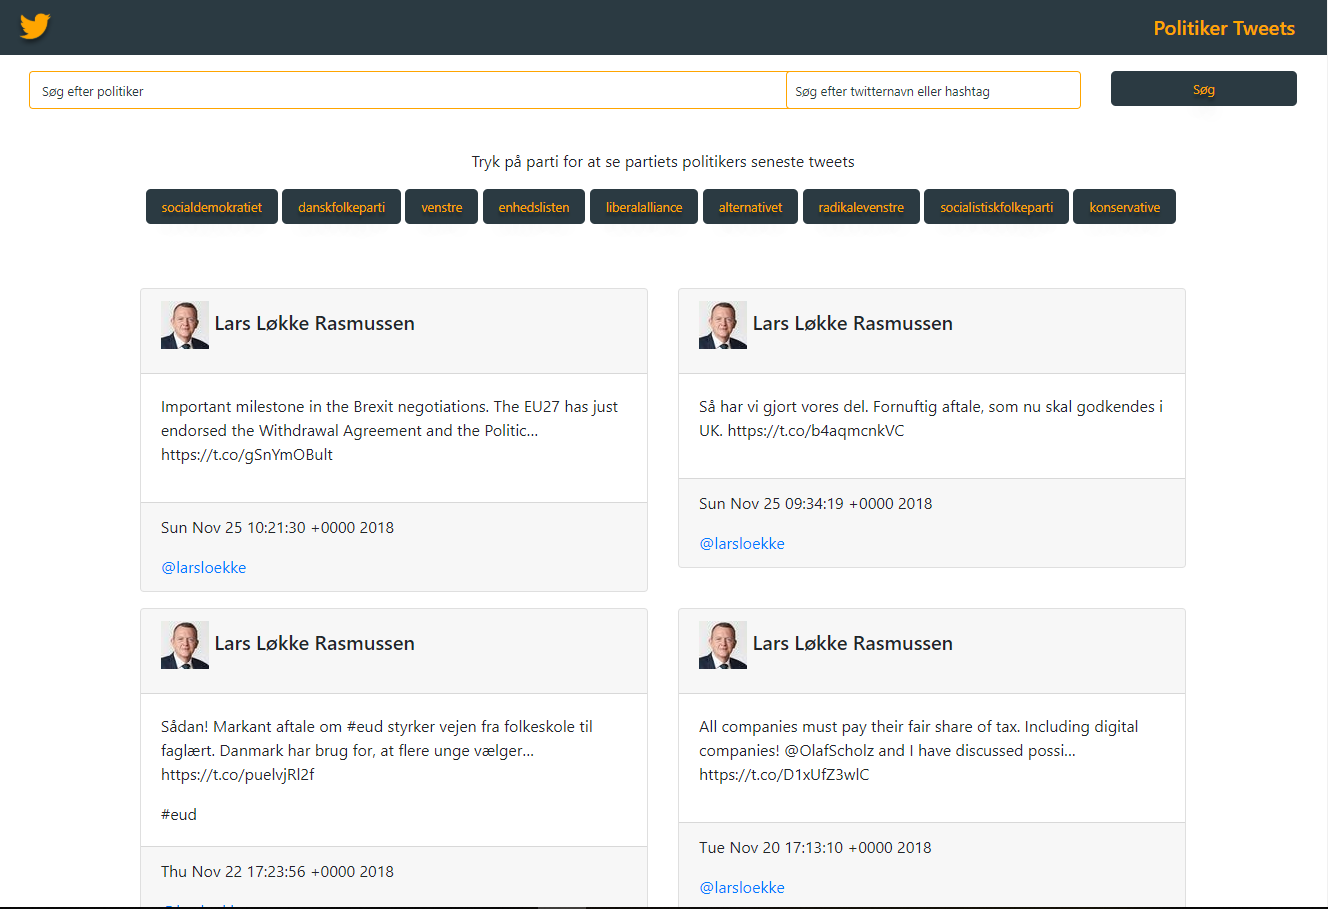 Politiker Tweets
Søg efter politiker
Søg efter twitternavn eller hashtag
Søg
Tryk på parti for at se partiets politikers seneste tweets
socialdemokratiet danskfolkeparti venstre enhedslisten liberalalliance alternativet radikalevenstre socialistiskfolkeparti konservative
Lars Løkke Rasmussen
Important milestone in the Brexit negotiations. The EU27 has just
endorsed the Withdrawal Agreement and the Politic…
https://t.co/gSnYmOBult
Sun Nov 25 10:21:30 +0000 2018
@larsloekke
Lars Løkke Rasmussen
Så har vi gjort vores del. Fornuftig aftale, som nu skal godkendes i
UK. https://t.co/b4aqmcnkVC
Sun Nov 25 09:34:19 +0000 2018
@larsloekke
Lars Løkke Rasmussen
Sådan! Markant aftale om #eud styrker vejen fra folkeskole til
faglært. Danmark har brug for, at flere unge vælger…
https://t.co/puelvjRl2f
#eud
Thu Nov 22 17:23:56 +0000 2018
Lars Løkke Rasmussen
All companies must pay their fair share of tax. Including digital
companies! @OlafScholz and I have discussed possi…
https://t.co/D1xUfZ3wlC
Tue Nov 20 17:13:10 +0000 2018
@larsloekke